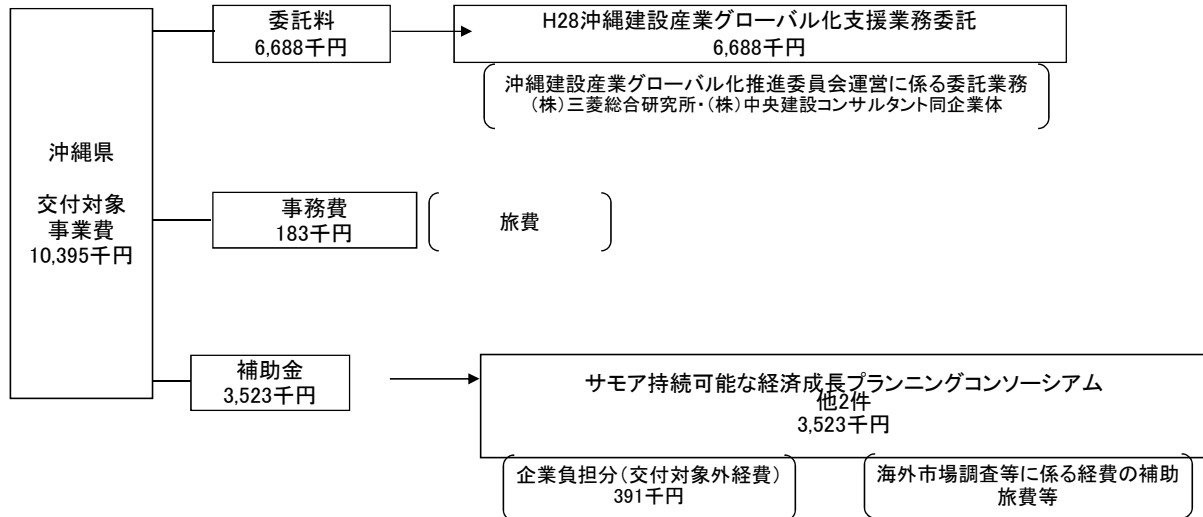 委託料
6,688千円
H28沖縄建設産業グローバル化支援業務委託
6,688千円
沖縄建設産業グローバル化推進委員会運営に係る委託業務
(株)三菱総合研究所・(株)中央建設コンサルタント同企業体
沖縄県
交付対象
事業費
10,395千円
事務費
183千円
旅費
補助金
3,523千円
サモア持続可能な経済成長プランニングコンソーシアム
他2件
3,523千円
企業負担分(交付対象外経費)
391千円
海外市場調査等に係る経費の補助
旅費等